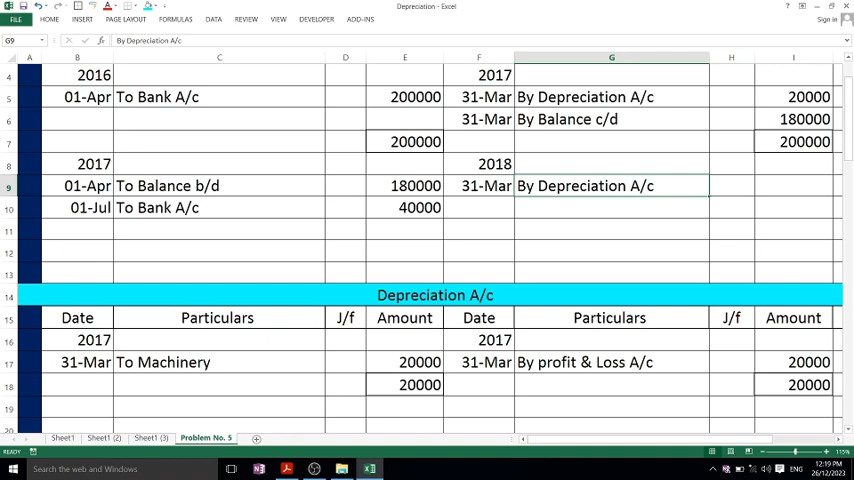 Depreciation - Excel
FILE HOME INSERT PAGE LAYOUT FORMULAS DATA REVIEW VIEW DEVELOPER ADD-INS Sign in
G9 fx By Depreciation A/c
A B C D E F G H I
4 2016 2017
5 01-Apr To Bank A/c 200000 31-Mar By Depreciation A/c 20000
6 31-Mar By Balance c/d 180000
7 200000 200000
8 2017 2018
9 01-Apr To Balance b/d 180000 31-Mar By Depreciation A/c
10 01-Jul To Bank A/c 40000
11
12
13
14 Depreciation A/c
15 Date Particulars J/f Amount Date Particulars J/f Amount
16 2017 2017
17 31-Mar To Machinery 20000 31-Mar By profit & Loss A/c 20000
18 20000 20000
19
20
Sheet1 Sheet1 (2) Sheet1 (3) Problem No. 5
READY 115%
Search the web and Windows ENG 12:19 PM
26/12/2023